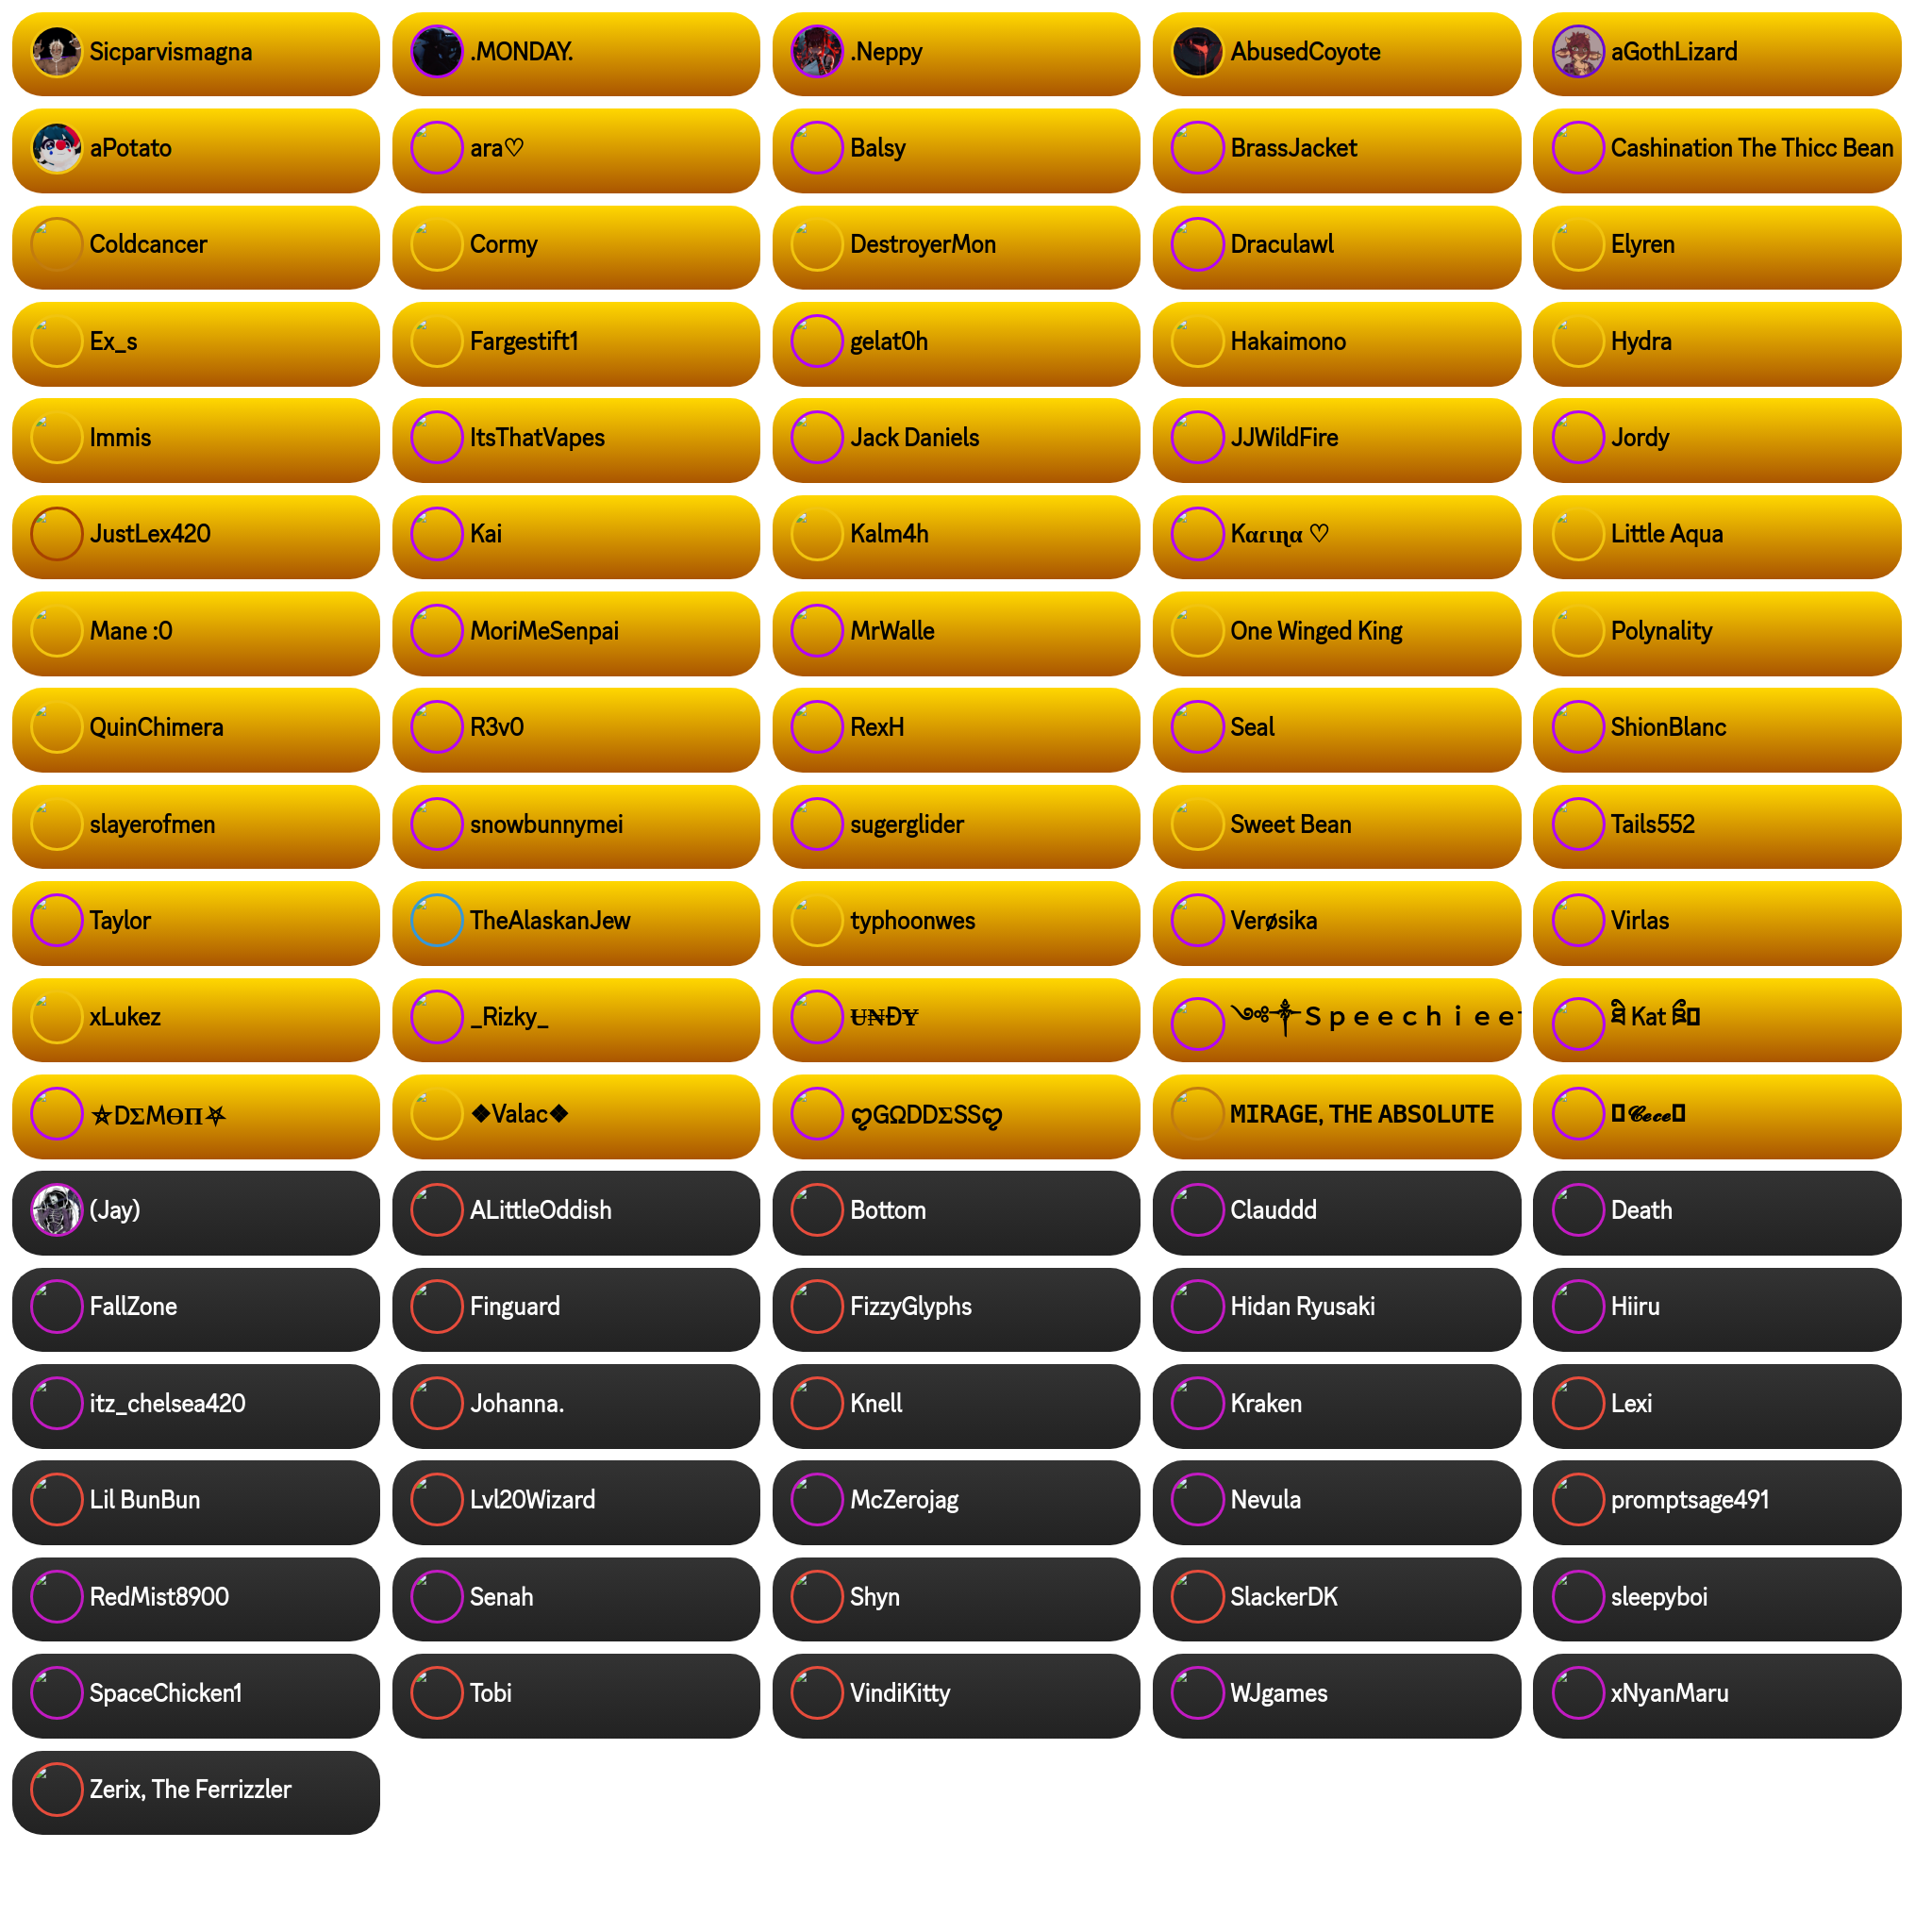 Sicparvismagna
.MONDAY.
.Neppy
AbusedCoyote
aGothLizard
aPotato
ara♡
Balsy
BrassJacket
Cashination The Thicc Bean
Coldcancer
Cormy
DestroyerMon
Draculawl
Elyren
Ex_s
Fargestift1
gelat0h
Hakaimono
Hydra
Immis
ItsThatVapes
Jack Daniels
JJWildFire
Jordy
JustLex420
Kai
Kalm4h
Kαɾιɳα ♡
Little Aqua
Mane :0
MoriMeSenpai
MrWalle
One Winged King
Polynality
QuinChimera
R3v0
RexH
Seal
ShionBlanc
slayerofmen
snowbunnymei
sugerglider
Sweet Bean
Tails552
Taylor
TheAlaskanJew
typhoonwes
Verøsika
Virlas
xLukez
_Rizky_
U̶₦ĐɎ
༺༒Ｓｐｅｅｃｈｉｅｅ
Kat
⛤DΣMӨП⛧
❖Valac❖
ღGΩDDΣSSღ
MIRAGE, THE ABSOLUTE
𝓒𝓮𝓬𝓮
(Jay)
ALittleOddish
Bottom
Clauddd
Death
FallZone
Finguard
FizzyGlyphs
Hidan Ryusaki
Hiiru
itz_chelsea420
Johanna.
Knell
Kraken
Lexi
Lil BunBun
Lvl20Wizard
McZerojag
Nevula
promptsage491
RedMist8900
Senah
Shyn
SlackerDK
sleepyboi
SpaceChicken1
Tobi
VindiKitty
WJgames
xNyanMaru
Zerix, The Ferrizzler